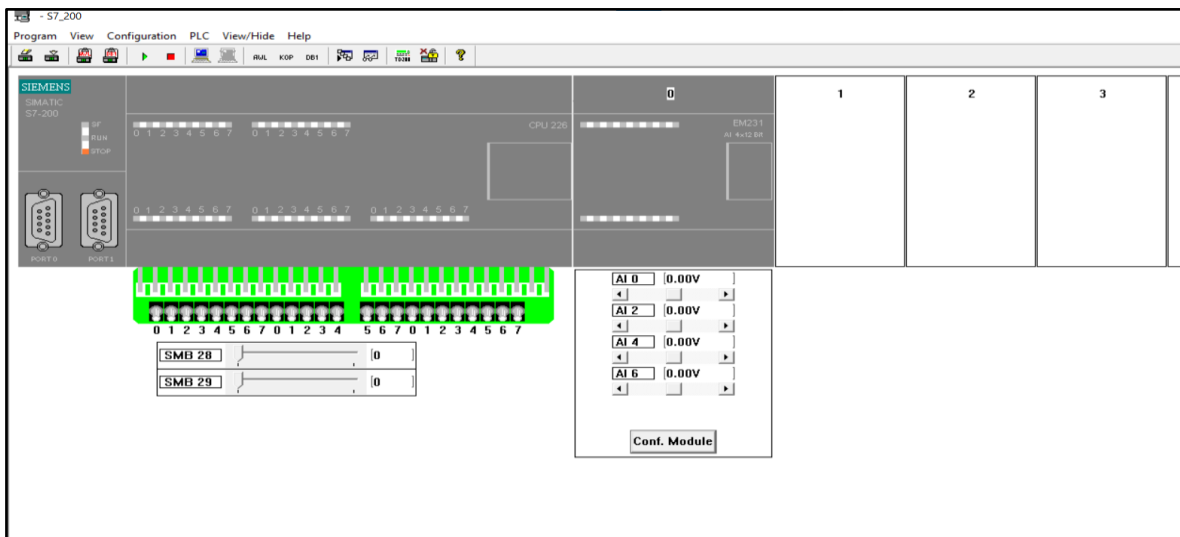 - S7_200
Program View Configuration PLC View/Hide Help
AWL KOP DB1
SIEMENS
SIMATIC
S7-200
SF
RUN
STOP
0 1 2 3 4 5 6 7 0 1 2 3 4 5 6 7
CPU 226
0
EM231
AI 4x12 Bit
1 2 3
0 1 2 3 4 5 6 7 0 1 2 3 4 5 6 7 0 1 2 3 4 5 6 7
PORT 0 PORT 1
0 1 2 3 4 5 6 7 0 1 2 3 4 5 6 7 0 1 2 3 4 5 6 7
SMB 28 [0 ]
SMB 29 [0 ]
AI 0 [0.00V ]
AI 2 [0.00V ]
AI 4 [0.00V ]
AI 6 [0.00V ]
Conf. Module